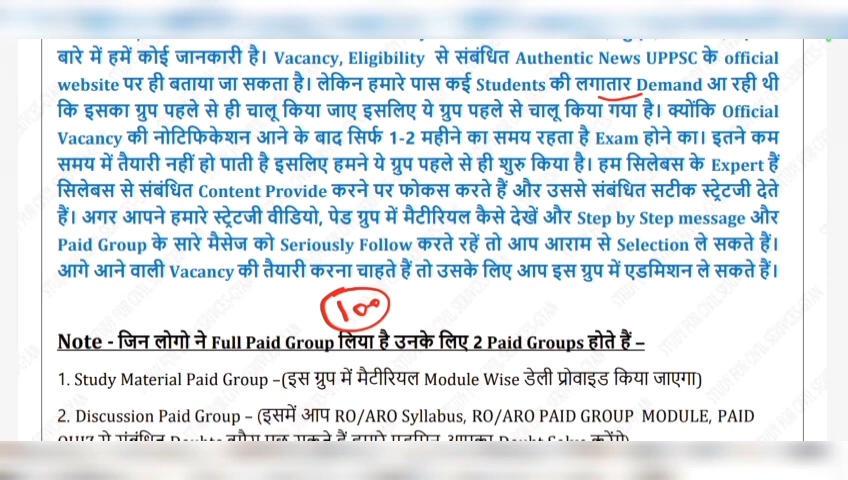 बारे में हमें कोई जानकारी है। Vacancy, Eligibility से संबंधित Authentic News UPPSC के official
website पर ही बताया जा सकता है। लेकिन हमारे पास कई Students की लगातार Demand आ रही थी
कि इसका ग्रुप पहले से ही चालू किया जाए इसलिए ये ग्रुप पहले से चालू किया गया है। क्योंकि Official
Vacancy की नोटिफिकेशन आने के बाद सिर्फ 1-2 महीने का समय रहता है Exam होने का। इतने कम
समय में तैयारी नहीं हो पाती है इसलिए हमने ये ग्रुप पहले से ही शुरु किया है। हम सिलेबस के Expert हैं
सिलेबस से संबंधित Content Provide करने पर फोकस करते हैं और उससे संबंधित सटीक स्ट्रेटजी देते
हैं। अगर आपने हमारे स्ट्रेटजी वीडियो, पेड ग्रुप में मैटीरियल कैसे देखें और Step by Step message और
Paid Group के सारे मैसेज को Seriously Follow करते रहें तो आप आराम से Selection ले सकते हैं।
आगे आने वाली Vacancy की तैयारी करना चाहते हैं तो उसके लिए आप इस ग्रुप में एडमिशन ले सकते हैं।
100
Note - जिन लोगो ने Full Paid Group लिया है उनके लिए 2 Paid Groups होते हैं –
1. Study Material Paid Group –(इस ग्रुप में मैटीरियल Module Wise डेली प्रोवाइड किया जाएगा)
2. Discussion Paid Group – (इसमें आप RO/ARO Syllabus, RO/ARO PAID GROUP MODULE, PAID